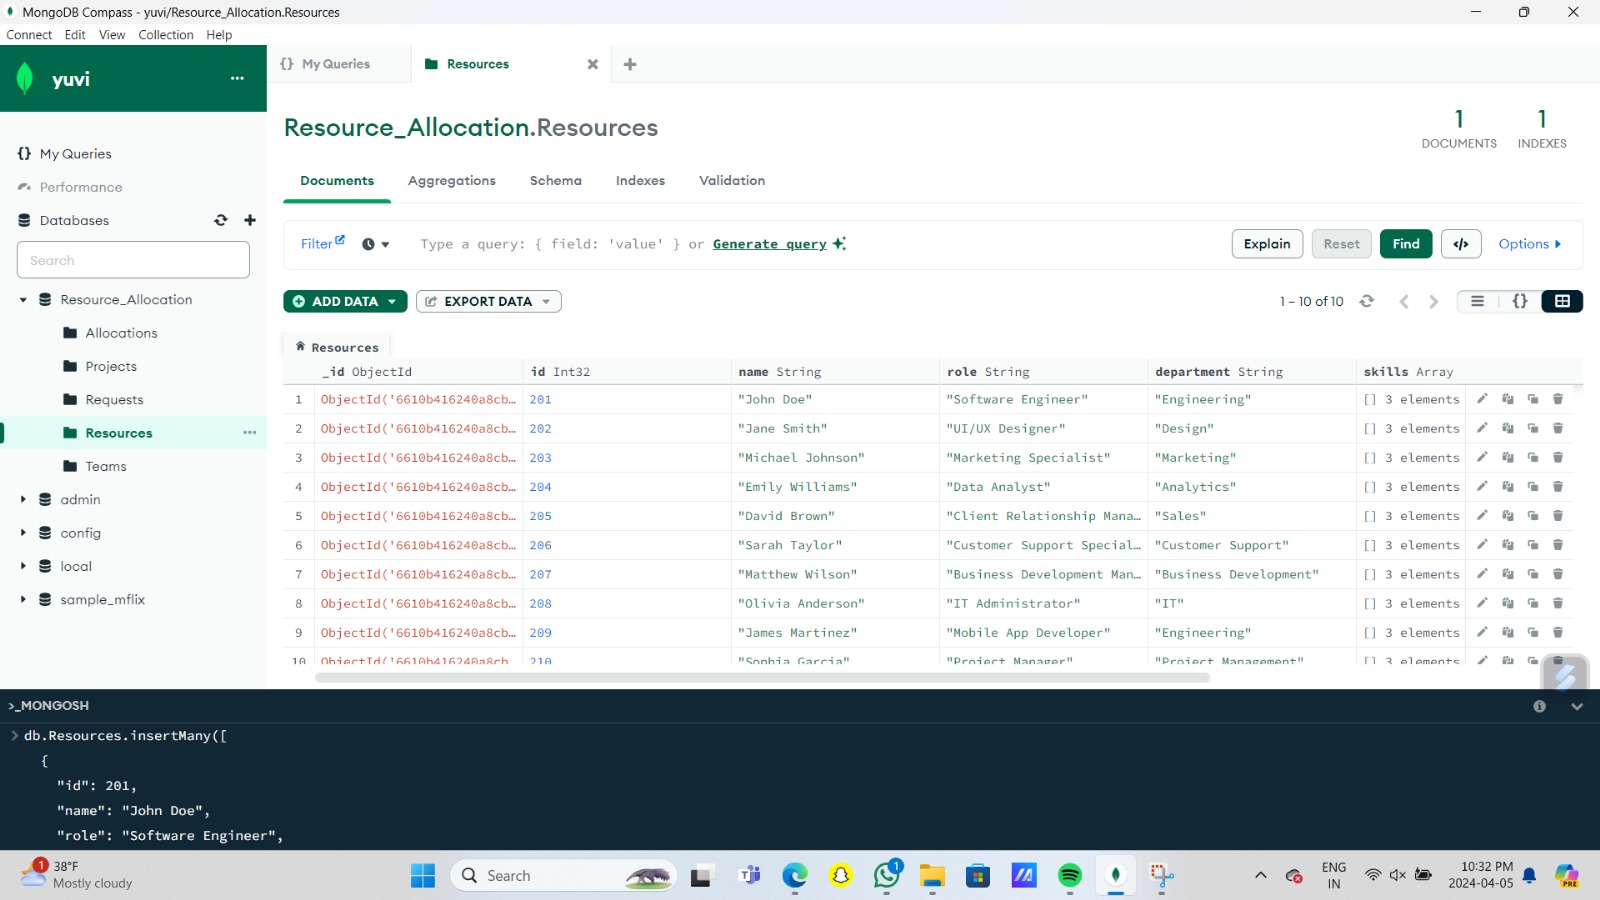 MongoDB Compass - yuvi/Resource_Allocation.Resources
Connect Edit View Collection Help
yuvi
My Queries
Resources
Resource_Allocation.Resources
1 DOCUMENTS 1 INDEXES
My Queries
Performance
Databases
Search
Resource_Allocation
Allocations
Projects
Requests
Resources
Teams
admin
config
local
sample_mflix
Documents Aggregations Schema Indexes Validation
Filter Type a query: { field: 'value' } or Generate query Explain Reset Find </> Options
ADD DATA EXPORT DATA 1 – 10 of 10 {}
Resources
_id ObjectId id Int32 name String role String department String skills Array
1 ObjectId('6610b416240a8cb… 201 "John Doe" "Software Engineer" "Engineering" [] 3 elements
2 ObjectId('6610b416240a8cb… 202 "Jane Smith" "UI/UX Designer" "Design" [] 3 elements
3 ObjectId('6610b416240a8cb… 203 "Michael Johnson" "Marketing Specialist" "Marketing" [] 3 elements
4 ObjectId('6610b416240a8cb… 204 "Emily Williams" "Data Analyst" "Analytics" [] 3 elements
5 ObjectId('6610b416240a8cb… 205 "David Brown" "Client Relationship Mana… "Sales" [] 3 elements
6 ObjectId('6610b416240a8cb… 206 "Sarah Taylor" "Customer Support Special… "Customer Support" [] 3 elements
7 ObjectId('6610b416240a8cb… 207 "Matthew Wilson" "Business Development Man… "Business Development" [] 3 elements
8 ObjectId('6610b416240a8cb… 208 "Olivia Anderson" "IT Administrator" "IT" [] 3 elements
9 ObjectId('6610b416240a8cb… 209 "James Martinez" "Mobile App Developer" "Engineering" [] 3 elements
10 ObjectId('6610b416240a8cb… 210 "Sophia Garcia" "Project Manager" "Project Management" [] 3 elements
>_MONGOSH
> db.Resources.insertMany([
{
"id": 201,
"name": "John Doe",
"role": "Software Engineer",
1 38°F
Mostly cloudy
Search
1
ENG
IN
10:32 PM
2024-04-05
PRE